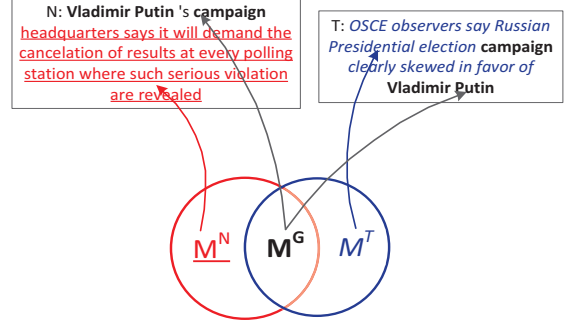 N: Vladimir Putin 's campaign
headquarters says it will demand the
cancelation of results at every polling
station where such serious violation
are revealed
T: OSCE observers say Russian
Presidential election campaign
clearly skewed in favor of
Vladimir Putin
M^N M^G M^T